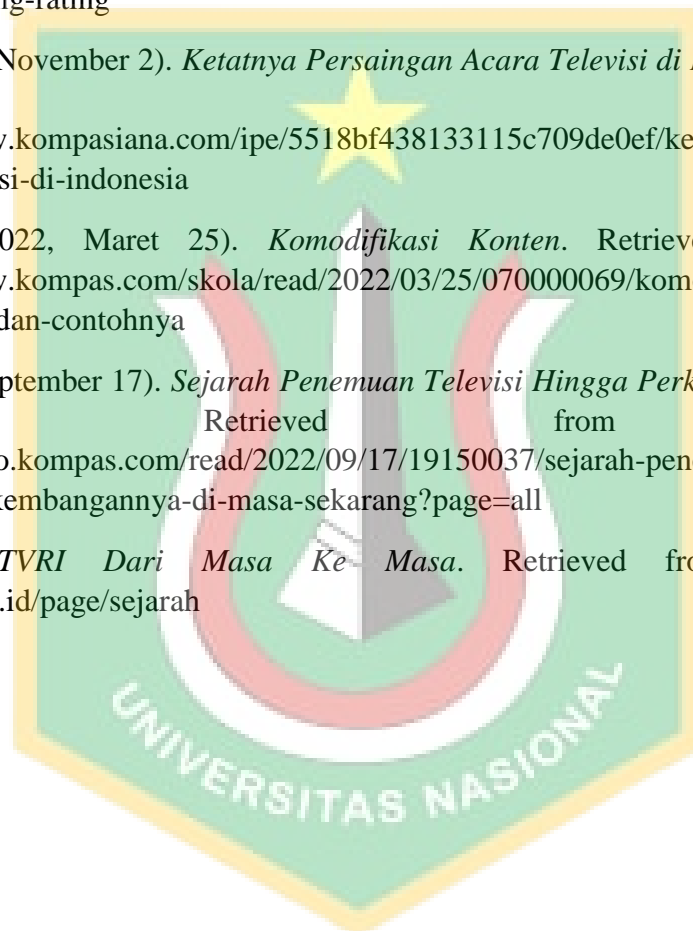 ng-rating
November 2). Ketatnya Persaingan Acara Televisi di
.kompasiana.com/ipe/5518bf438133115c709de0ef/ke
si-di-indonesia
022, Maret 25). Komodifikasi Konten. Retriev
.kompas.com/skola/read/2022/03/25/070000069/kom
dan-contohnya
ptember 17). Sejarah Penemuan Televisi Hingga Perk
Retrieved from
o.kompas.com/read/2022/09/17/19150037/sejarah-pen
kembangannya-di-masa-sekarang?page=all
TVRI Dari Masa Ke Masa. Retrieved fro
.id/page/sejarah
UNIVERSITAS NASIONAL